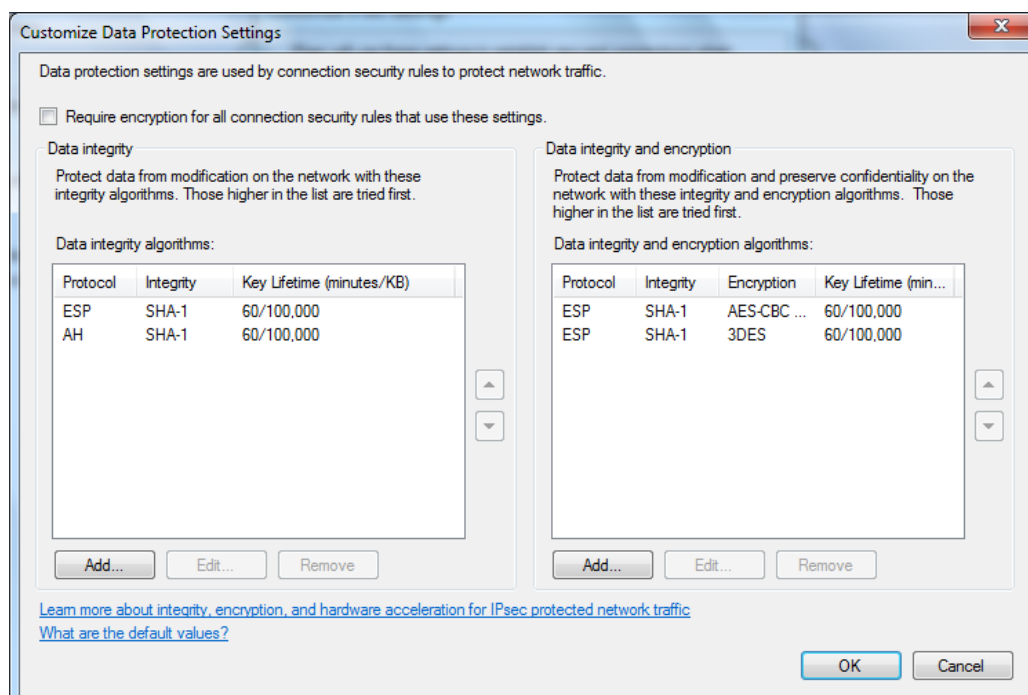 Customize Data Protection Settings
Data protection settings are used by connection security rules to protect network traffic.
Require encryption for all connection security rules that use these settings.
Data integrity
Protect data from modification on the network with these
integrity algorithms. Those higher in the list are tried first.
Data integrity algorithms:
Protocol Integrity Key Lifetime (minutes/KB)
ESP SHA-1 60/100,000
AH SHA-1 60/100,000
Add... Edit... Remove
Data integrity and encryption
Protect data from modification and preserve confidentiality on the
network with these integrity and encryption algorithms. Those
higher in the list are tried first.
Data integrity and encryption algorithms:
Protocol Integrity Encryption Key Lifetime (min...
ESP SHA-1 AES-CBC ... 60/100,000
ESP SHA-1 3DES 60/100,000
Add... Edit... Remove
Learn more about integrity, encryption, and hardware acceleration for IPsec protected network traffic
What are the default values?
OK Cancel